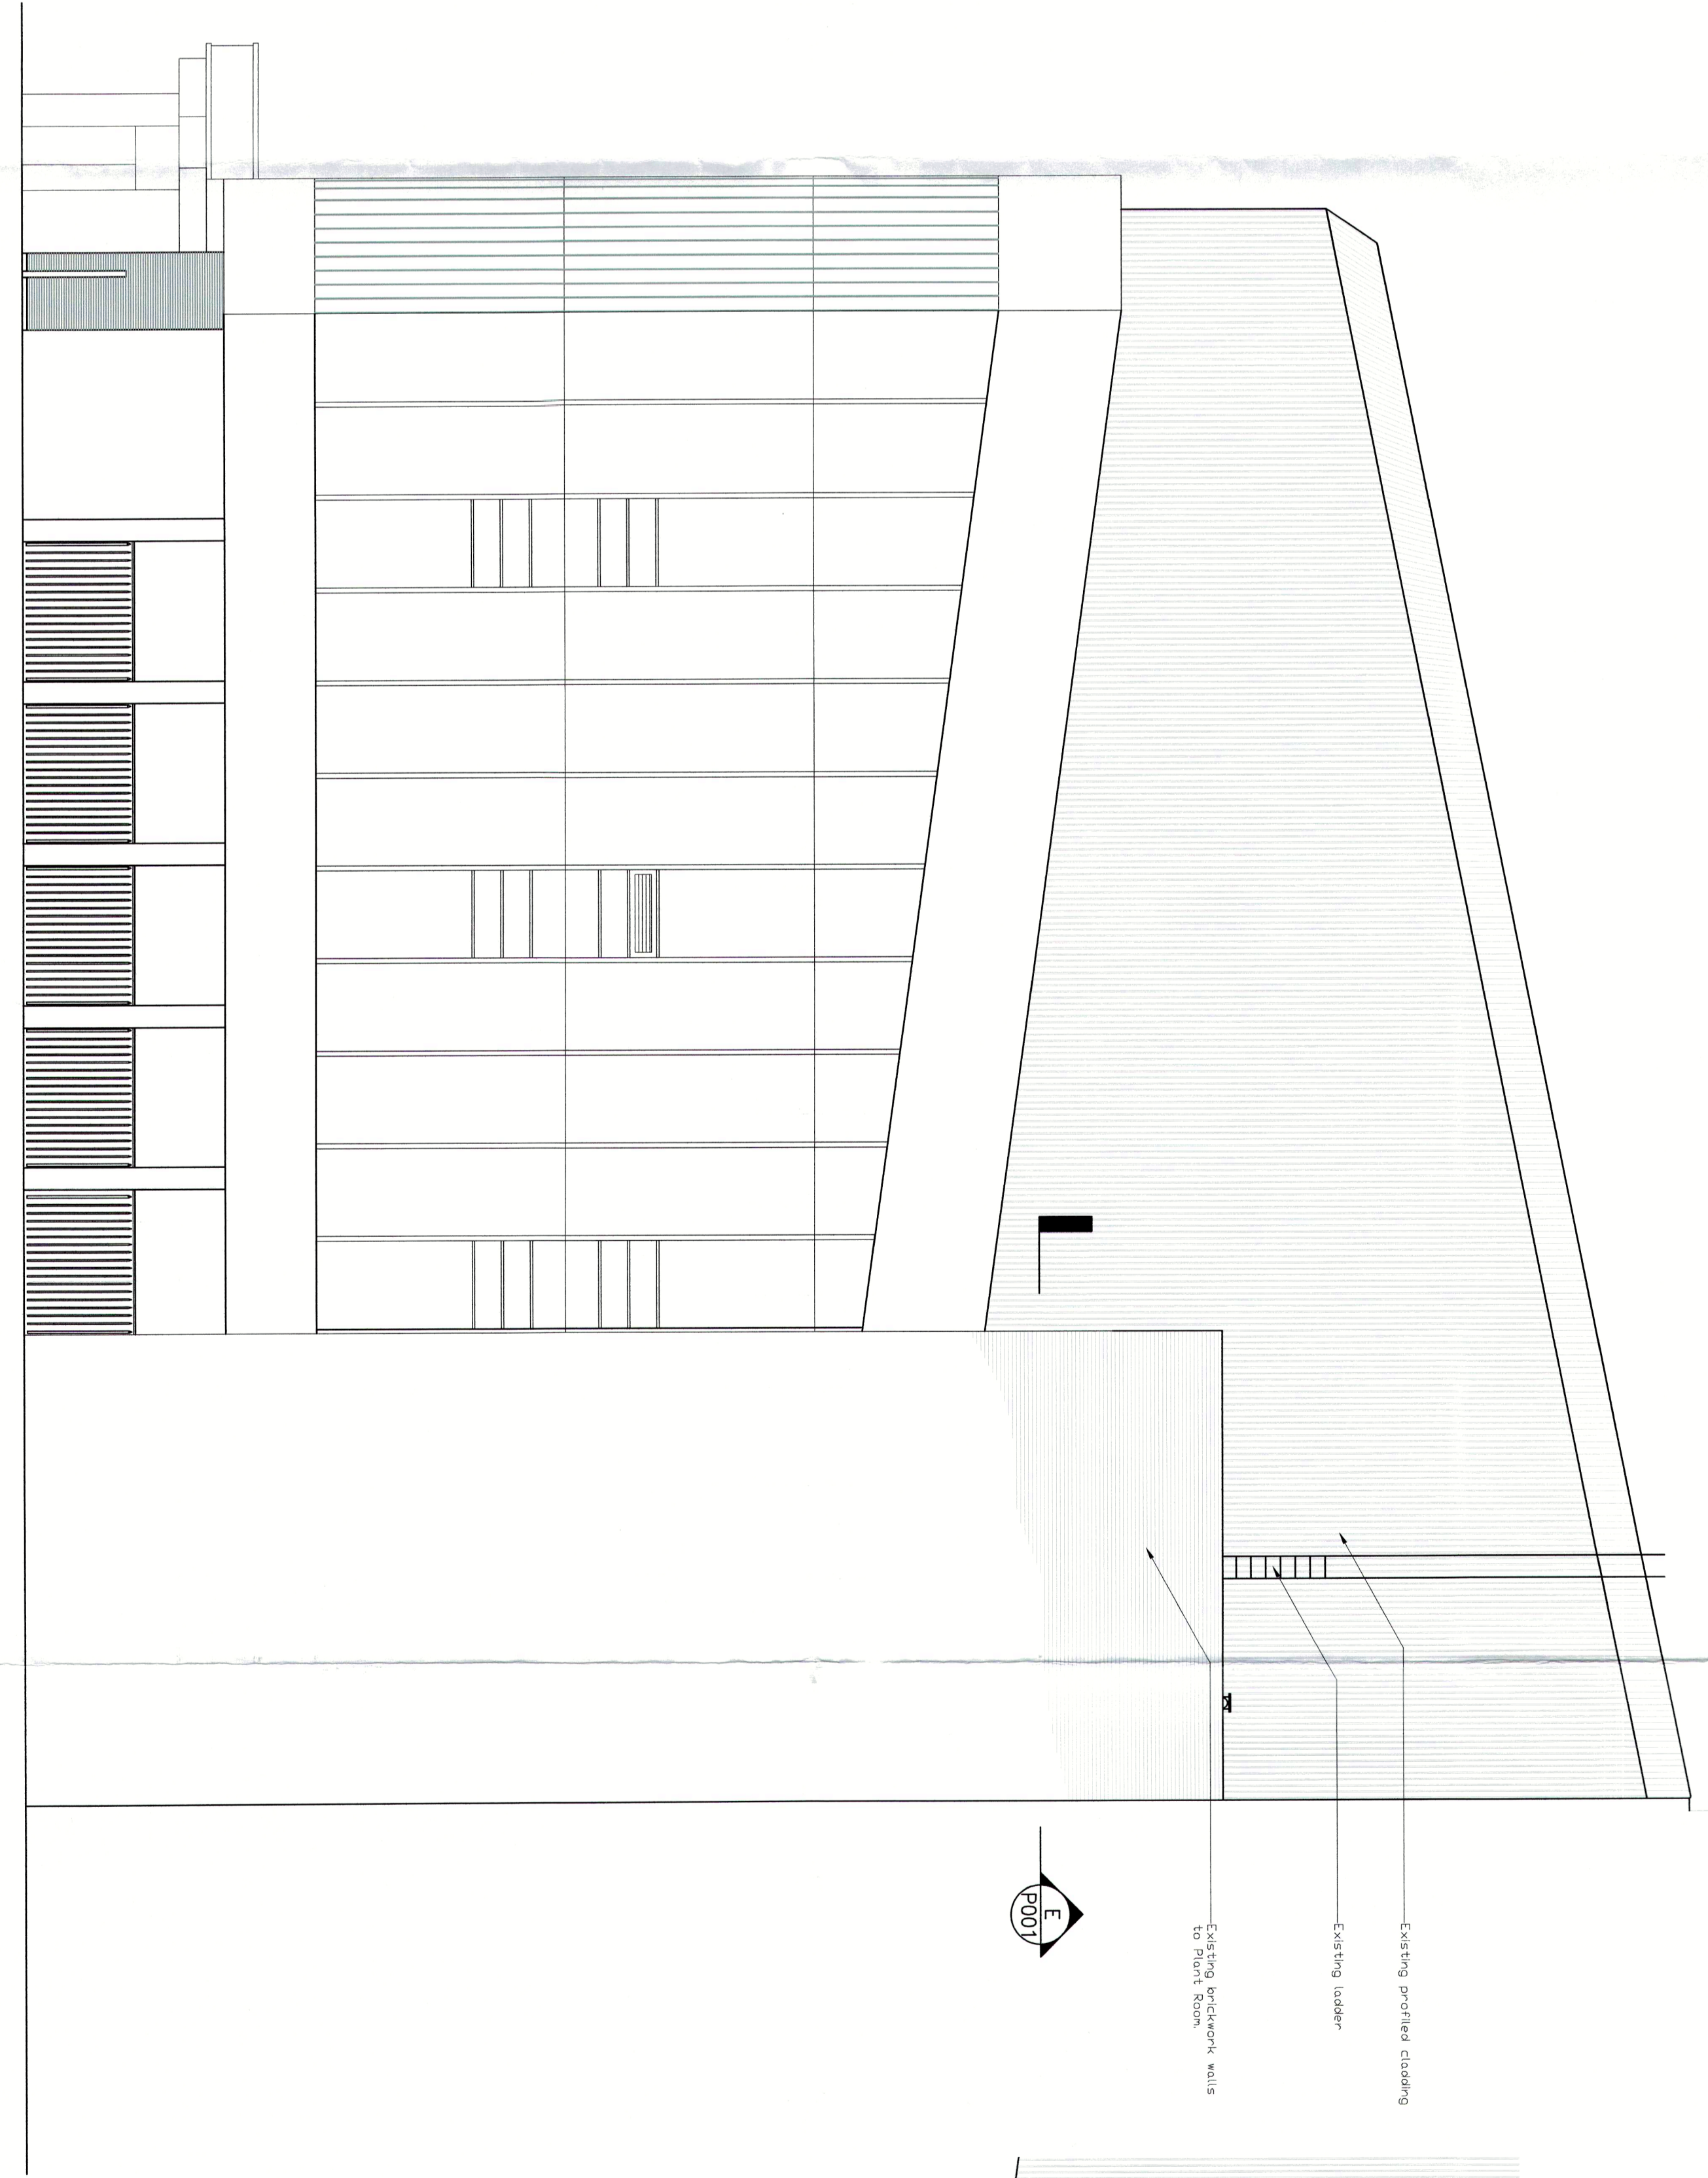 Existing profiled cladding
Existing ladder
Existing brickwork walls
to Plant Room.
E
P001